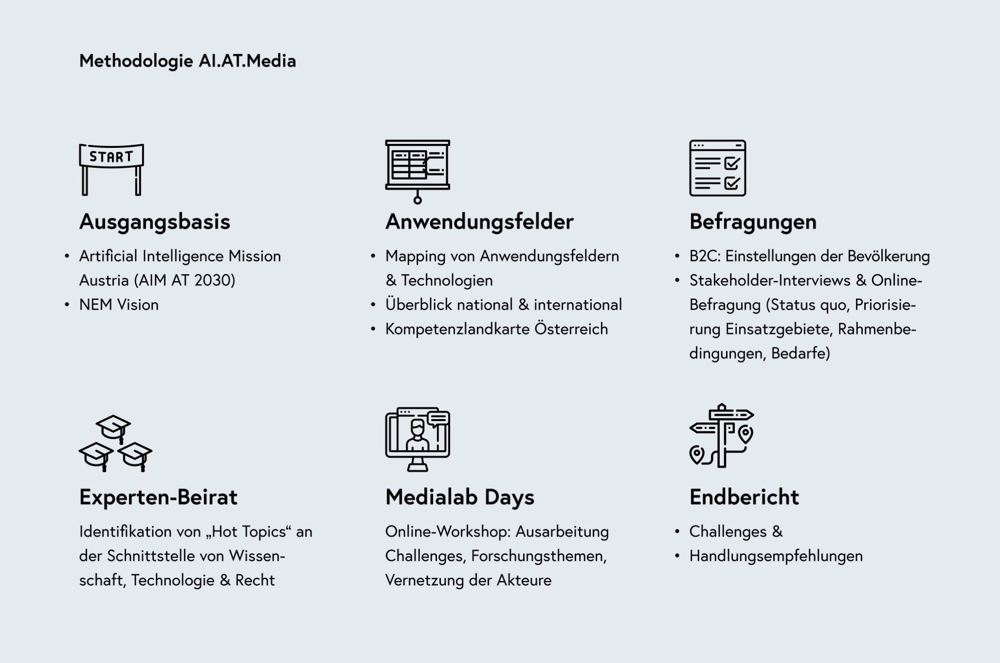 Methodologie AI.AT.Media
START
Ausgangsbasis
• Artificial Intelligence Mission
Austria (AIM AT 2030)
• NEM Vision
Anwendungsfelder
• Mapping von Anwendungsfeldern
& Technologien
• Überblick national & international
• Kompetenzlandkarte Österreich
Befragungen
• B2C: Einstellungen der Bevölkerung
• Stakeholder-Interviews & Online-
Befragung (Status quo, Priorisie-
rung Einsatzgebiete, Rahmenbe-
dingungen, Bedarfe)
Experten-Beirat
Identifikation von „Hot Topics“ an
der Schnittstelle von Wissen-
schaft, Technologie & Recht
Medialab Days
Online-Workshop: Ausarbeitung
Challenges, Forschungsthemen,
Vernetzung der Akteure
Endbericht
• Challenges &
• Handlungsempfehlungen